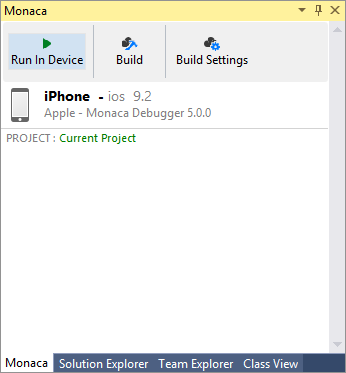 Monaca
Run In Device Build Build Settings
iPhone - ios 9.2
Apple - Monaca Debugger 5.0.0
PROJECT : Current Project
Monaca Solution Explorer Team Explorer Class View